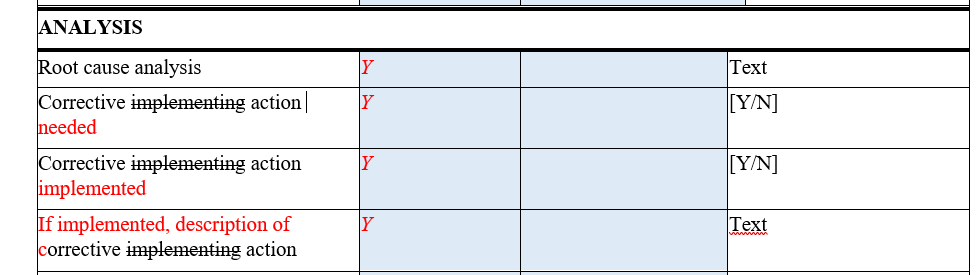 ANALYSIS
Root cause analysis Y Text
Corrective implementing action Y [Y/N]
needed
Corrective implementing action Y [Y/N]
implemented
If implemented, description of Y Text
corrective implementing action